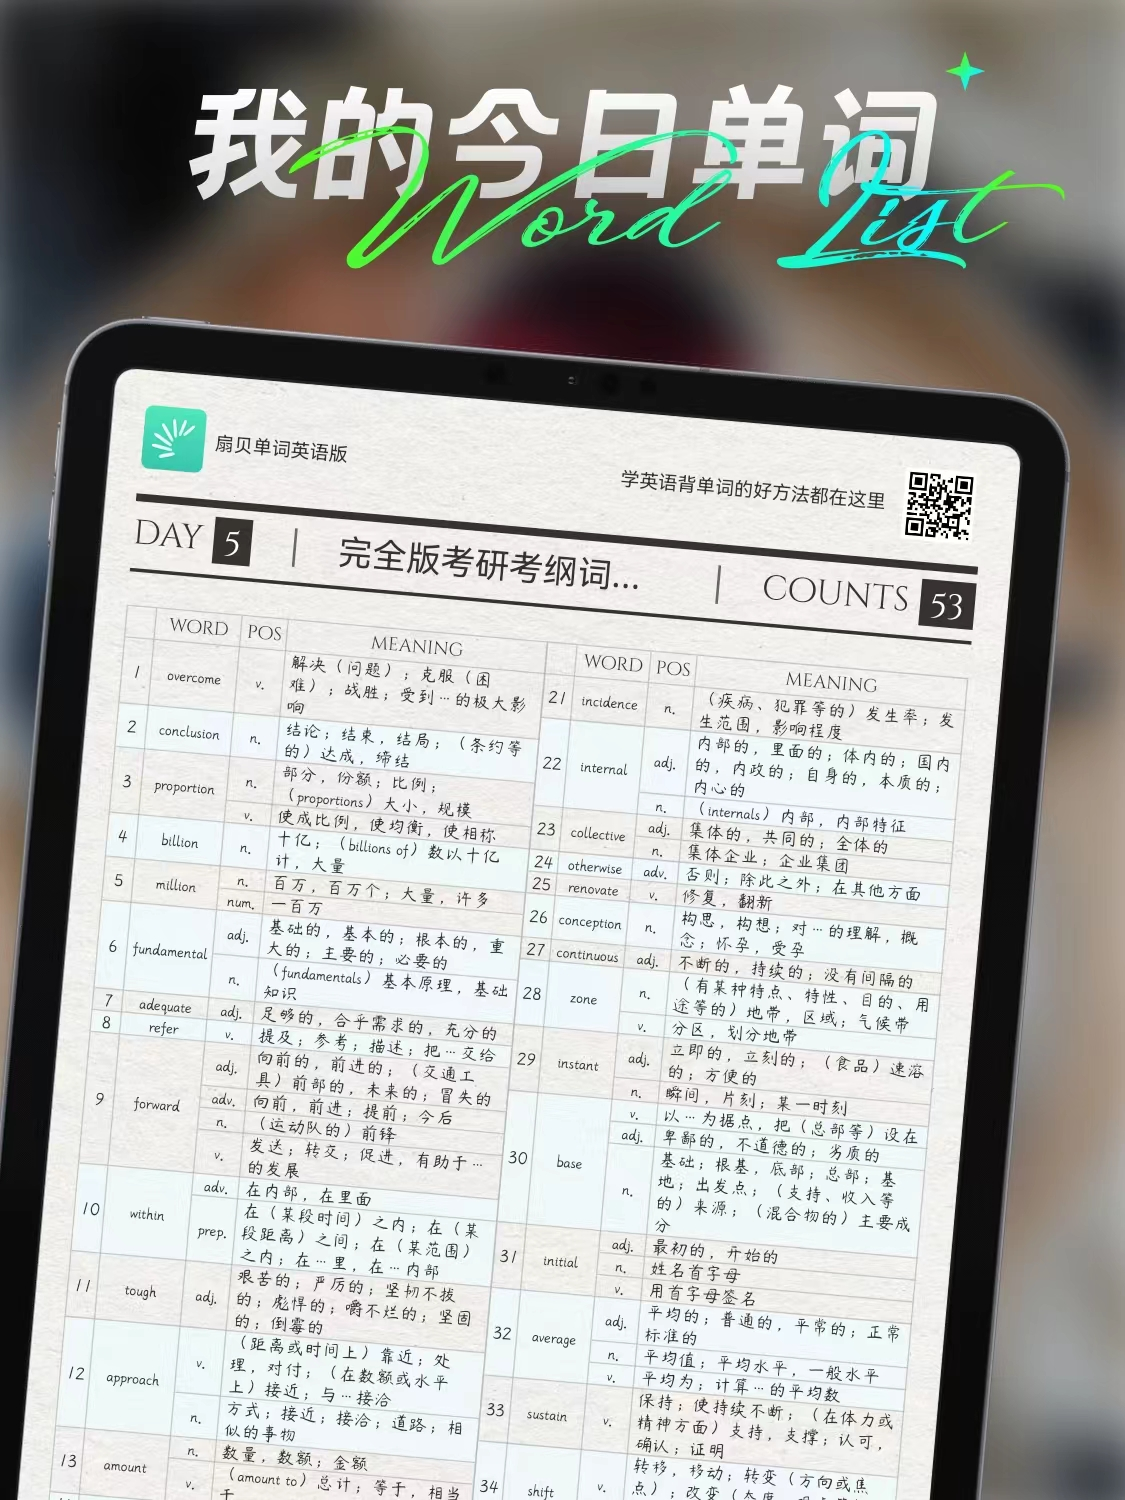 我的今日单词
Word List
扇贝单词英语版
学英语背单词的好方法都在这里
DAY 5
完全版考研考纲词...
COUNTS 53
WORD POS MEANING
1 overcome v. 解决（问题）；克服（困
难）；战胜；受到…的极大影
响
2 conclusion n. 结论；结束，结局；（条约等
的）达成，缔结
3 proportion n. 部分，份额；比例；
（proportions）大小，规模
v. 使成比例，使均衡，使相称
4 billion n. 十亿；（billions of）数以十亿
计，大量
5 million n. 百万，百万个；大量，许多
num. 一百万
6 fundamental adj. 基础的，基本的；根本的，重
大的；主要的；必要的
n. （fundamentals）基本原理，基础
知识
7 adequate adj. 足够的，合乎需求的，充分的
8 refer v. 提及；参考；描述；把…交给
9 forward adj. 向前的，前进的；（交通工
具）前部的，未来的；冒失的
adv. 向前，前进；提前；今后
n. （运动队的）前锋
v. 发送；转交；促进，有助于…
的发展
10 within adv. 在内部，在里面
prep. 在（某段时间）之内；在（某
段距离）之间；在（某范围）
之内；在…里，在…内部
11 tough adj. 艰苦的；严厉的；坚韧不拔
的；彪悍的；嚼不烂的；坚固
的；倒霉的
12 approach v. （距离或时间上）靠近；处
理，对付；（在数额或水平
上）接近；与…接洽
n. 方式；接近；接洽；道路；相
似的事物
13 amount n. 数量，数额；金额
v. （amount to）总计；等于，相当
于
WORD POS MEANING
21 incidence n. （疾病、犯罪等的）发生率；发
生范围，影响程度
22 internal adj. 内部的，里面的；体内的；国内
的，内政的；自身的，本质的；
内心的
n. （internals）内部，内部特征
23 collective adj. 集体的，共同的；全体的
n. 集体企业；企业集团
24 otherwise adv. 否则；除此之外；在其他方面
25 renovate v. 修复，翻新
26 conception n. 构思，构想；对…的理解，概
念；怀孕，受孕
27 continuous adj. 不断的，持续的；没有间隔的
28 zone n. （有某种特点、特性、目的、用
途等的）地带，区域；气候带
v. 分区，划分地带
29 instant adj. 立即的，立刻的；（食品）速溶
的；方便的
n. 瞬间，片刻；某一时刻
30 base v. 以…为据点，把（总部等）设在
adj. 卑鄙的，不道德的；劣质的
n. 基础；根基，底部；总部；基
地；出发点；（支持、收入等
的）来源；（混合物的）主要成
分
31 initial adj. 最初的，开始的
n. 姓名首字母
v. 用首字母签名
32 average adj. 平均的；普通的，平常的；正常
标准的
n. 平均值；平均水平，一般水平
v. 平均为；计算…的平均数
33 sustain v. 保持；使持续不断；（在体力或
精神方面）支持，支撑；认可，
确认；证明
34 shift v. 转移，移动；转变（方向或焦
点）；改变